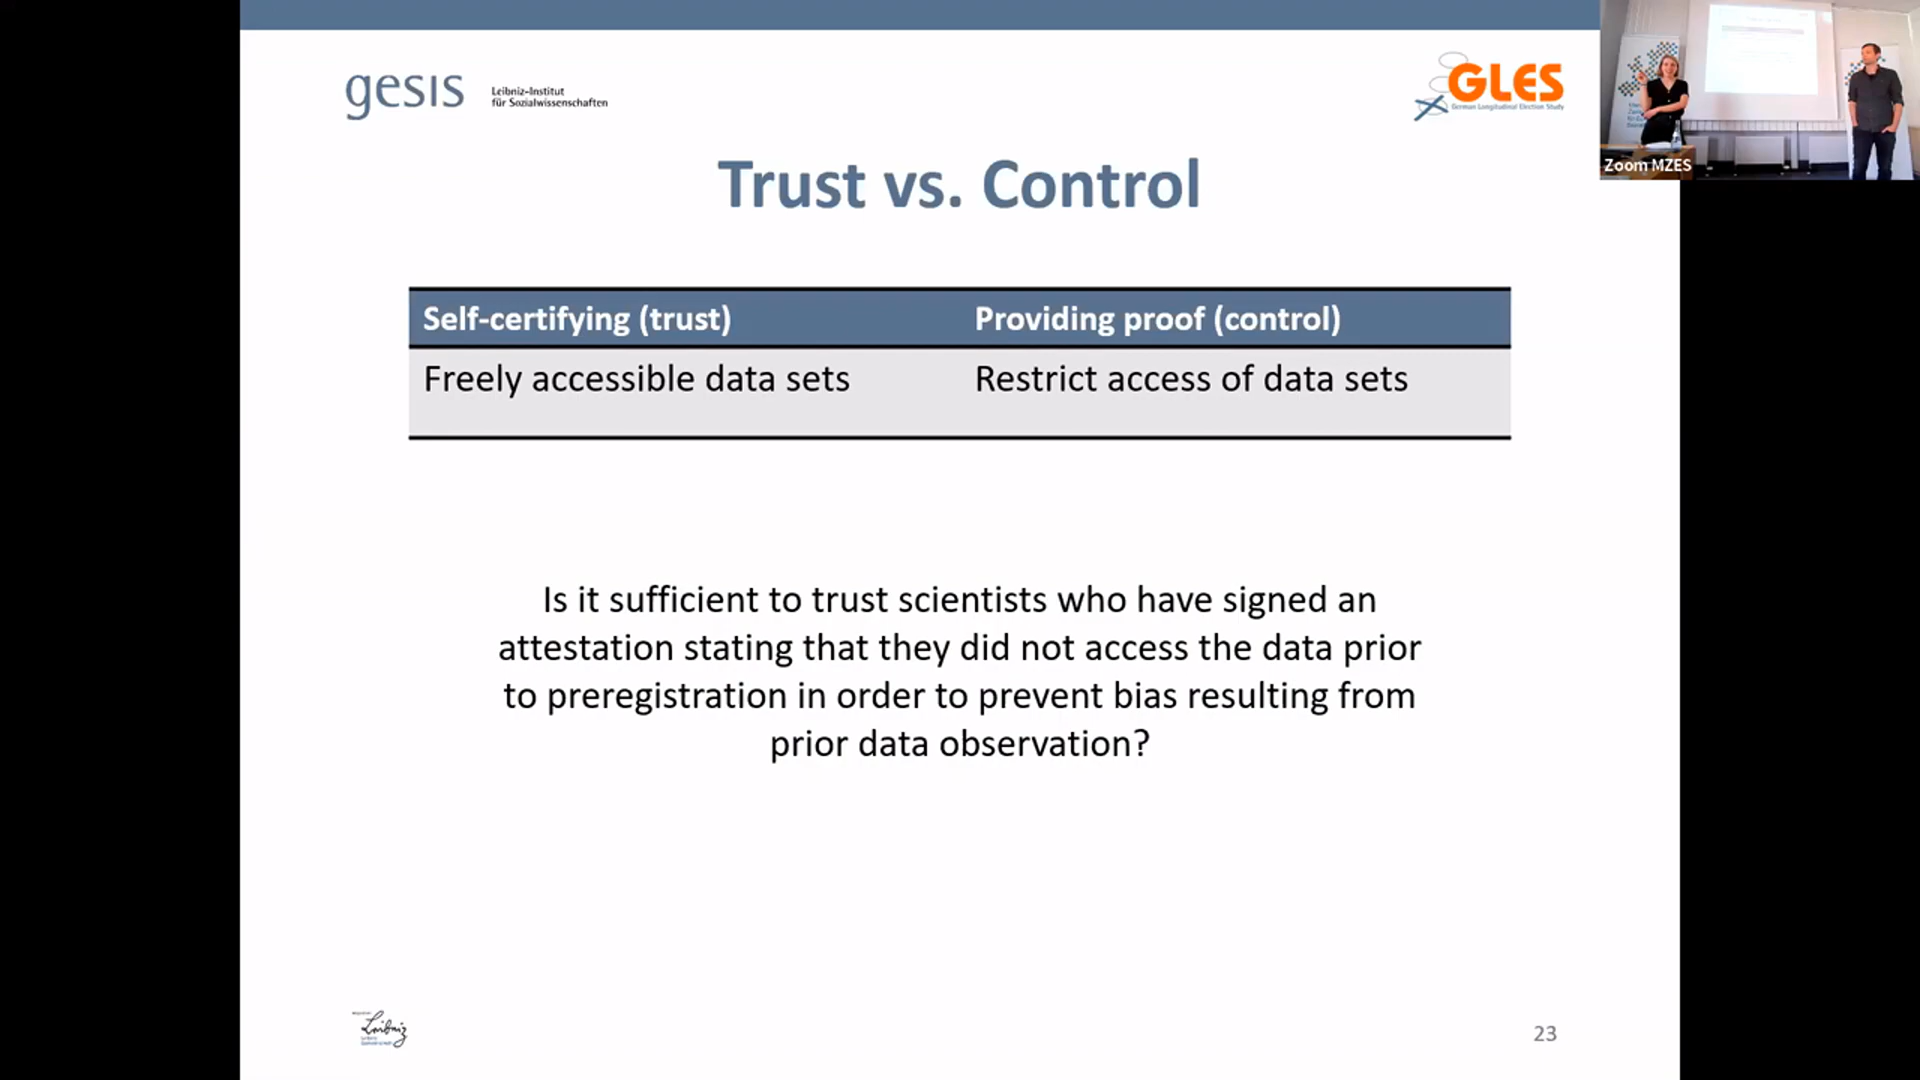 gesis
Leibniz-Institut
für Sozialwissenschaften
GLES
German Longitudinal Election Study
Zoom MZES
Trust vs. Control
Self-certifying (trust) Providing proof (control)
Freely accessible data sets Restrict access of data sets
Is it sufficient to trust scientists who have signed an
attestation stating that they did not access the data prior
to preregistration in order to prevent bias resulting from
prior data observation?
Leibniz
23